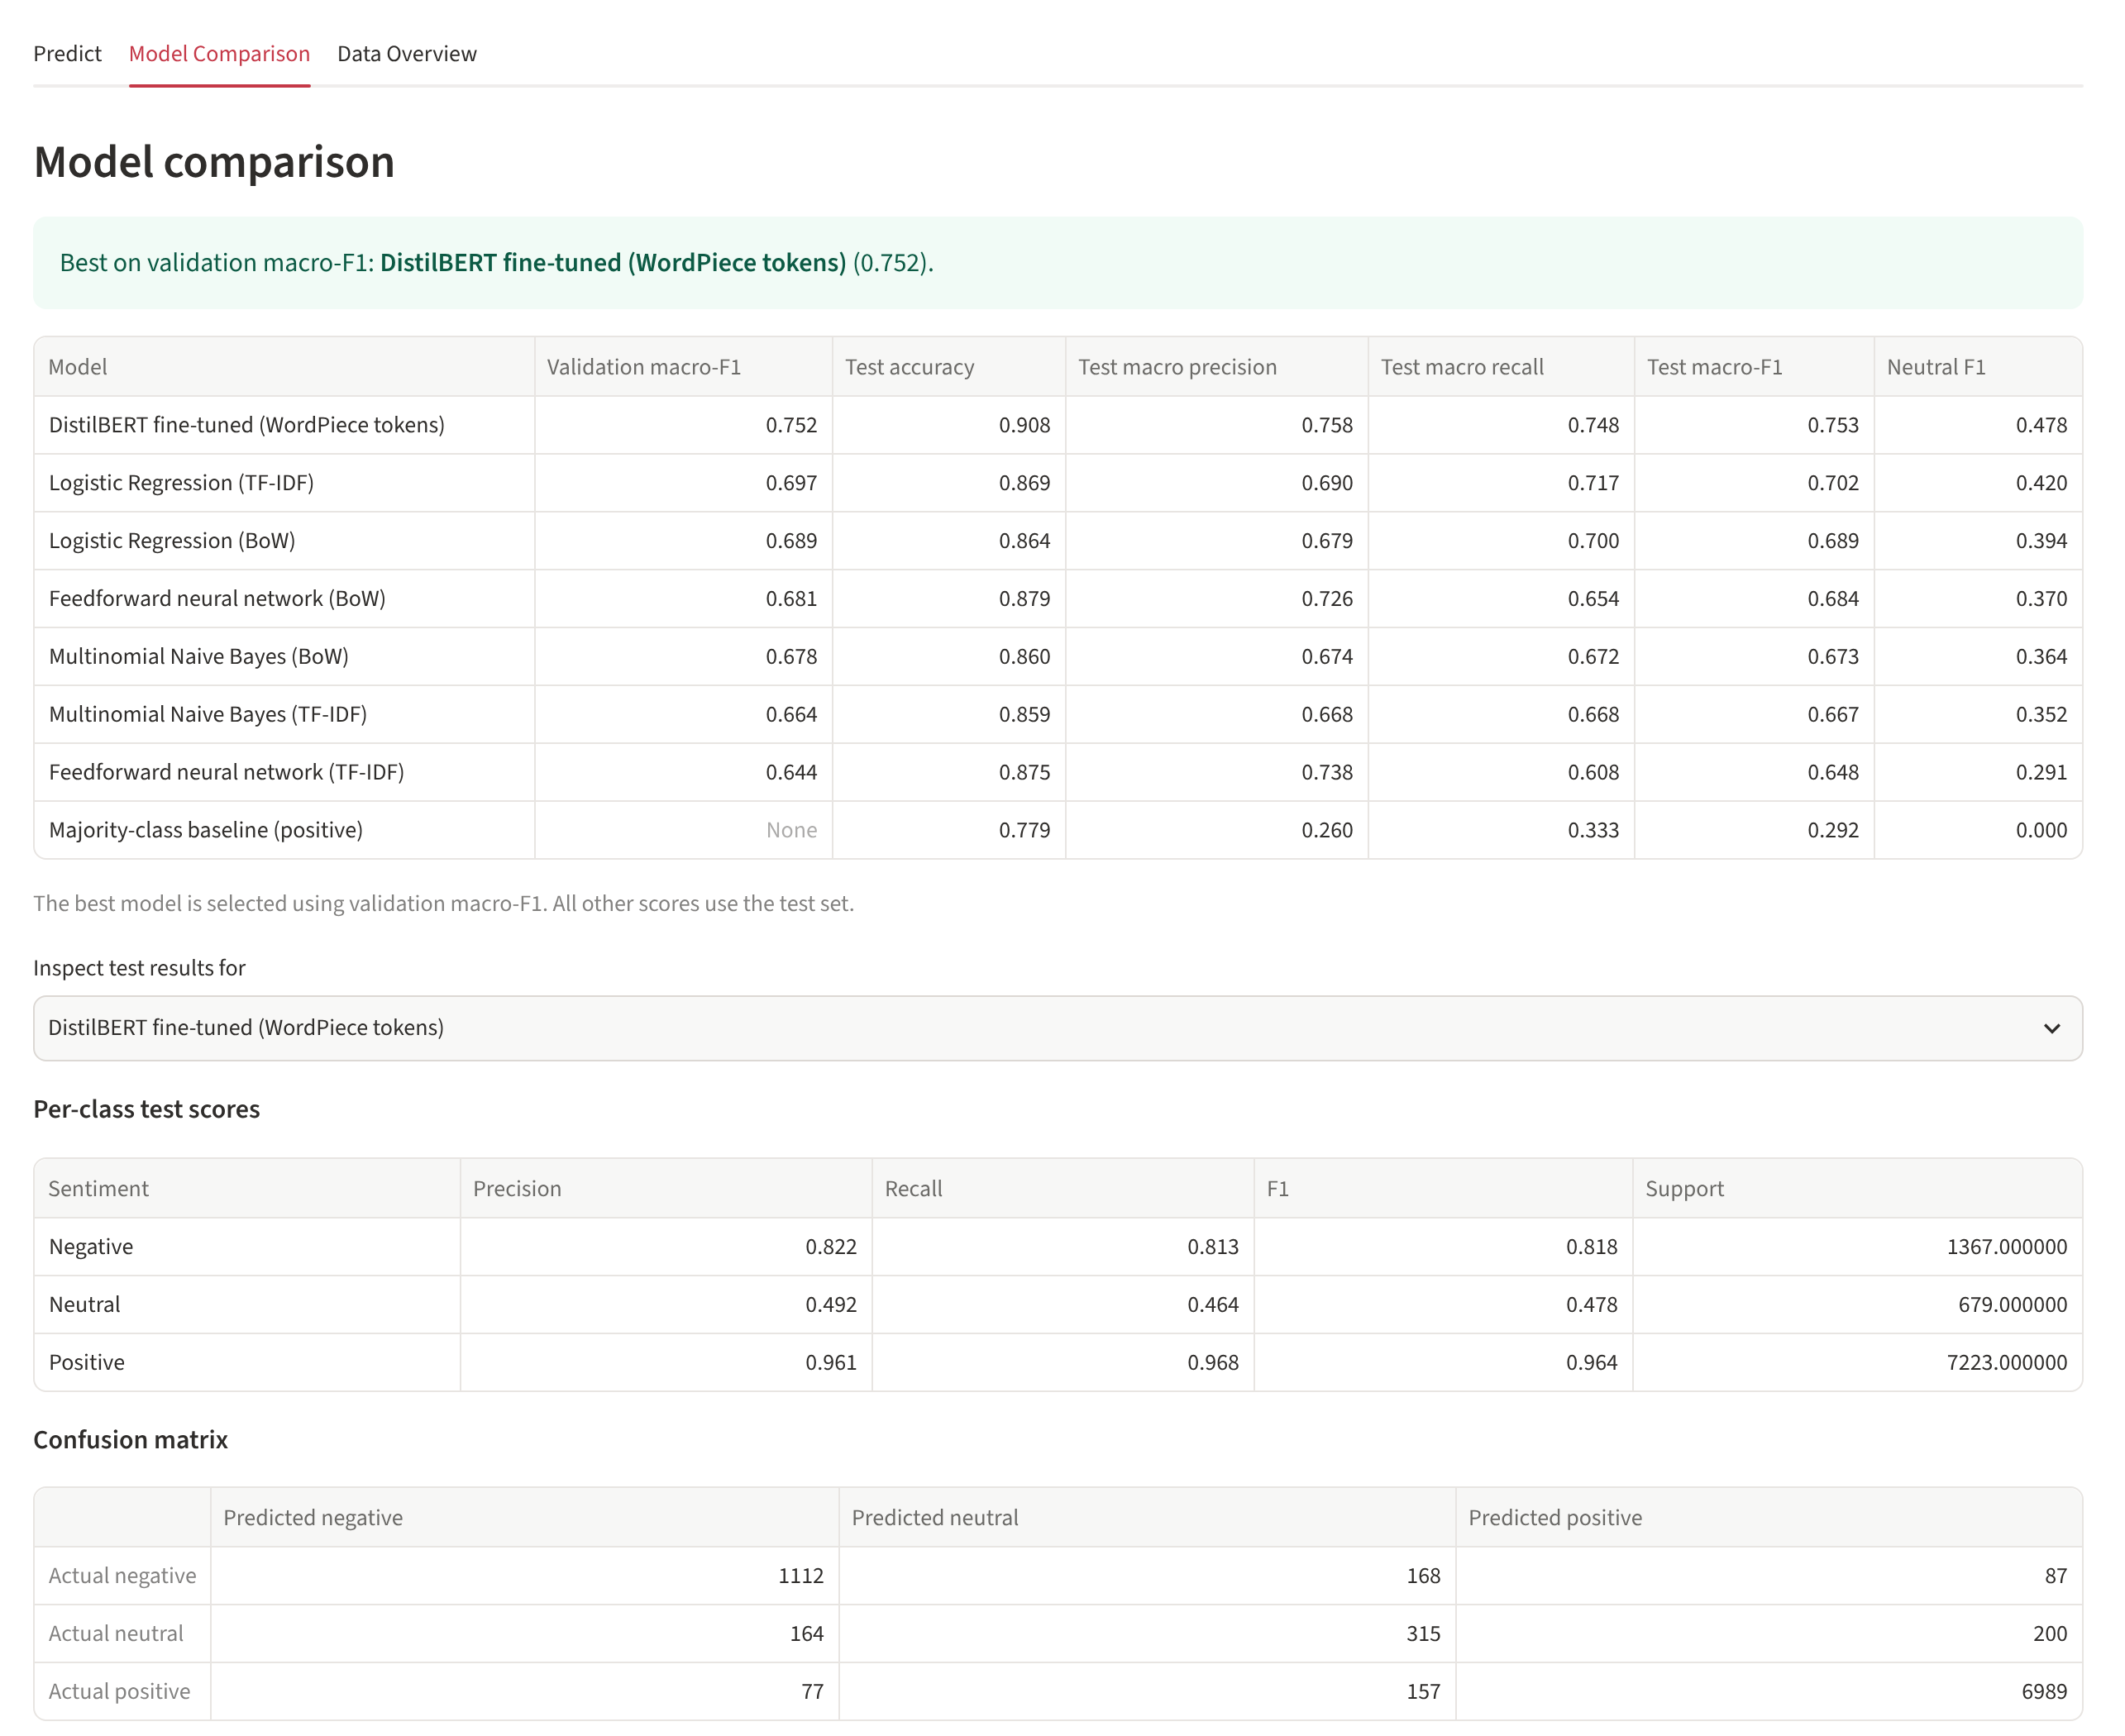 Predict Model Comparison Data Overview
Model comparison
Best on validation macro-F1: DistilBERT fine-tuned (WordPiece tokens) (0.752).
Model Validation macro-F1 Test accuracy Test macro precision Test macro recall Test macro-F1 Neutral F1
DistilBERT fine-tuned (WordPiece tokens) 0.752 0.908 0.758 0.748 0.753 0.478
Logistic Regression (TF-IDF) 0.697 0.869 0.690 0.717 0.702 0.420
Logistic Regression (BoW) 0.689 0.864 0.679 0.700 0.689 0.394
Feedforward neural network (BoW) 0.681 0.879 0.726 0.654 0.684 0.370
Multinomial Naive Bayes (BoW) 0.678 0.860 0.674 0.672 0.673 0.364
Multinomial Naive Bayes (TF-IDF) 0.664 0.859 0.668 0.668 0.667 0.352
Feedforward neural network (TF-IDF) 0.644 0.875 0.738 0.608 0.648 0.291
Majority-class baseline (positive) None 0.779 0.260 0.333 0.292 0.000
The best model is selected using validation macro-F1. All other scores use the test set.
Inspect test results for
DistilBERT fine-tuned (WordPiece tokens)
Per-class test scores
Sentiment Precision Recall F1 Support
Negative 0.822 0.813 0.818 1367.000000
Neutral 0.492 0.464 0.478 679.000000
Positive 0.961 0.968 0.964 7223.000000
Confusion matrix
Predicted negative Predicted neutral Predicted positive
Actual negative 1112 168 87
Actual neutral 164 315 200
Actual positive 77 157 6989